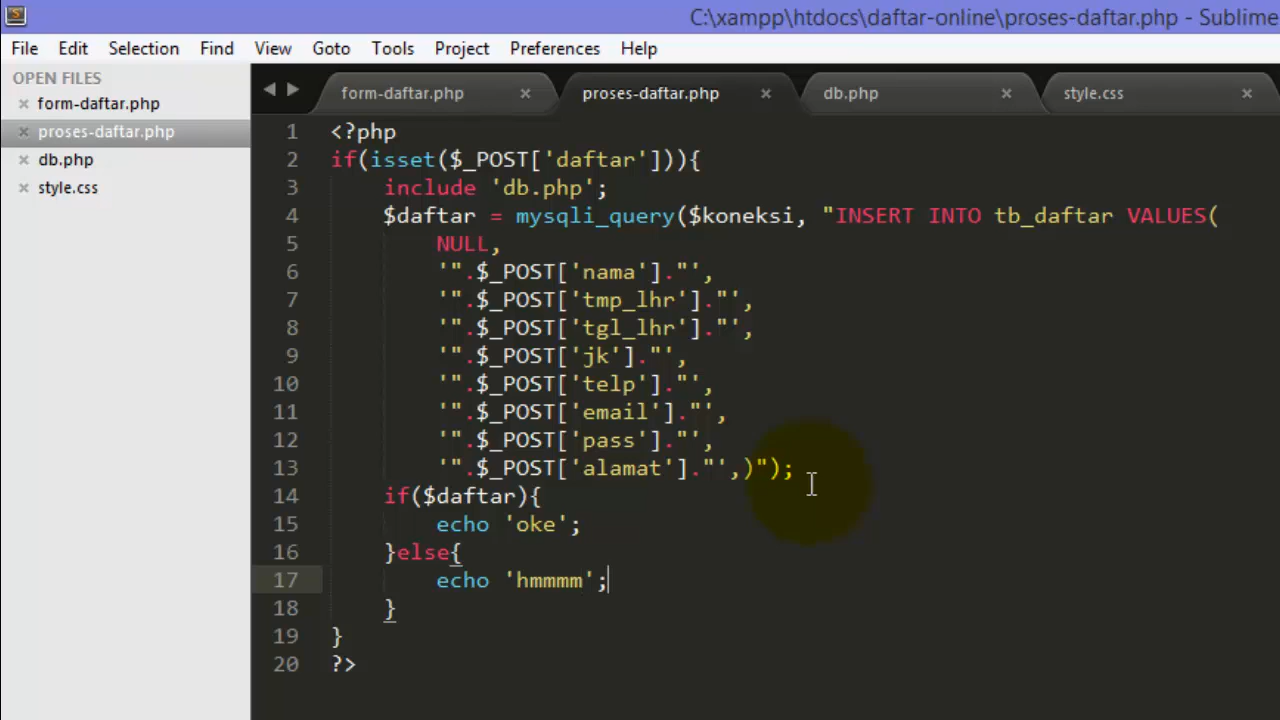 C:\xampp\htdocs\daftar-online\proses-daftar.php - Sublime
File Edit Selection Find View Goto Tools Project Preferences Help
OPEN FILES
form-daftar.php
proses-daftar.php
db.php
style.css
form-daftar.php proses-daftar.php db.php style.css
1 <?php
2 if(isset($_POST['daftar'])){
3 include 'db.php';
4 $daftar = mysqli_query($koneksi, "INSERT INTO tb_daftar VALUES(
5 NULL,
6 '".$_POST['nama']."',
7 '".$_POST['tmp_lhr']."',
8 '".$_POST['tgl_lhr']."',
9 '".$_POST['jk']."',
10 '".$_POST['telp']."',
11 '".$_POST['email']."',
12 '".$_POST['pass']."',
13 '".$_POST['alamat']."',)");
14 if($daftar){
15 echo 'oke';
16 }else{
17 echo 'hmmmm';
18 }
19 }
20 ?>